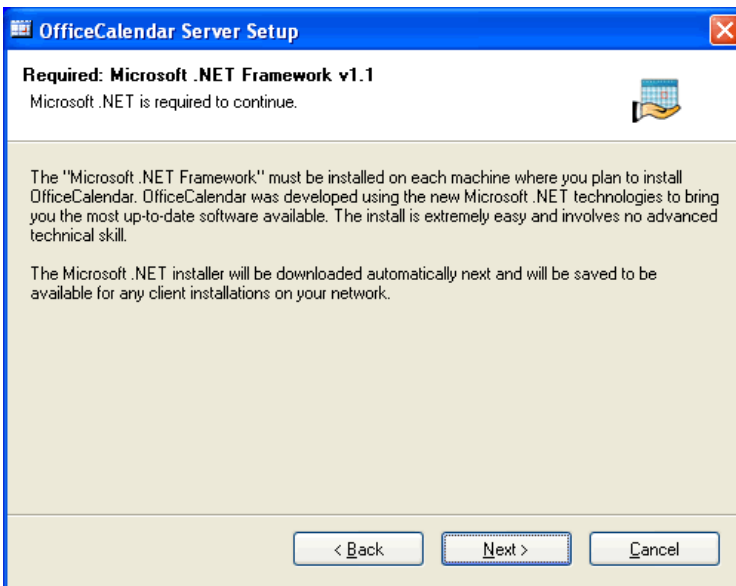 OfficeCalendar Server Setup
Required: Microsoft .NET Framework v1.1
Microsoft .NET is required to continue.
The "Microsoft .NET Framework" must be installed on each machine where you plan to install
OfficeCalendar. OfficeCalendar was developed using the new Microsoft .NET technologies to bring
you the most up-to-date software available. The install is extremely easy and involves no advanced
technical skill.
The Microsoft .NET installer will be downloaded automatically next and will be saved to be
available for any client installations on your network.
< Back Next > Cancel